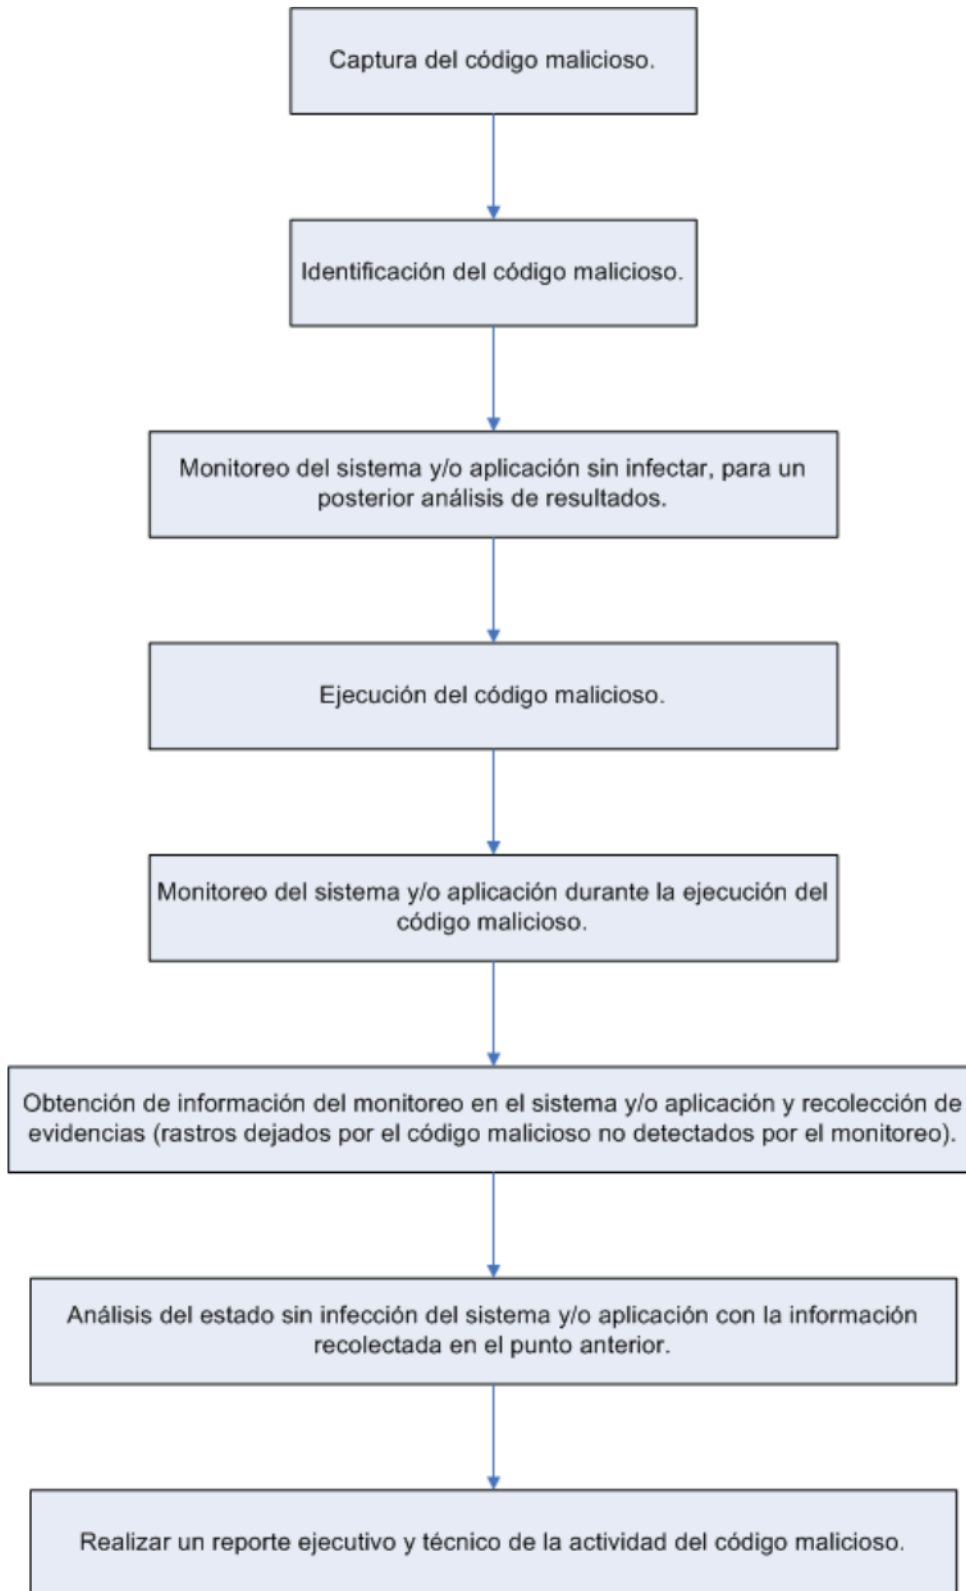 Captura del código malicioso.
Identificación del código malicioso.
Monitoreo del sistema y/o aplicación sin infectar, para un
posterior análisis de resultados.
Ejecución del código malicioso.
Monitoreo del sistema y/o aplicación durante la ejecución del
código malicioso.
Obtención de información del monitoreo en el sistema y/o aplicación y recolección de
evidencias (rastros dejados por el código malicioso no detectados por el monitoreo).
Análisis del estado sin infección del sistema y/o aplicación con la información
recolectada en el punto anterior.
Realizar un reporte ejecutivo y técnico de la actividad del código malicioso.